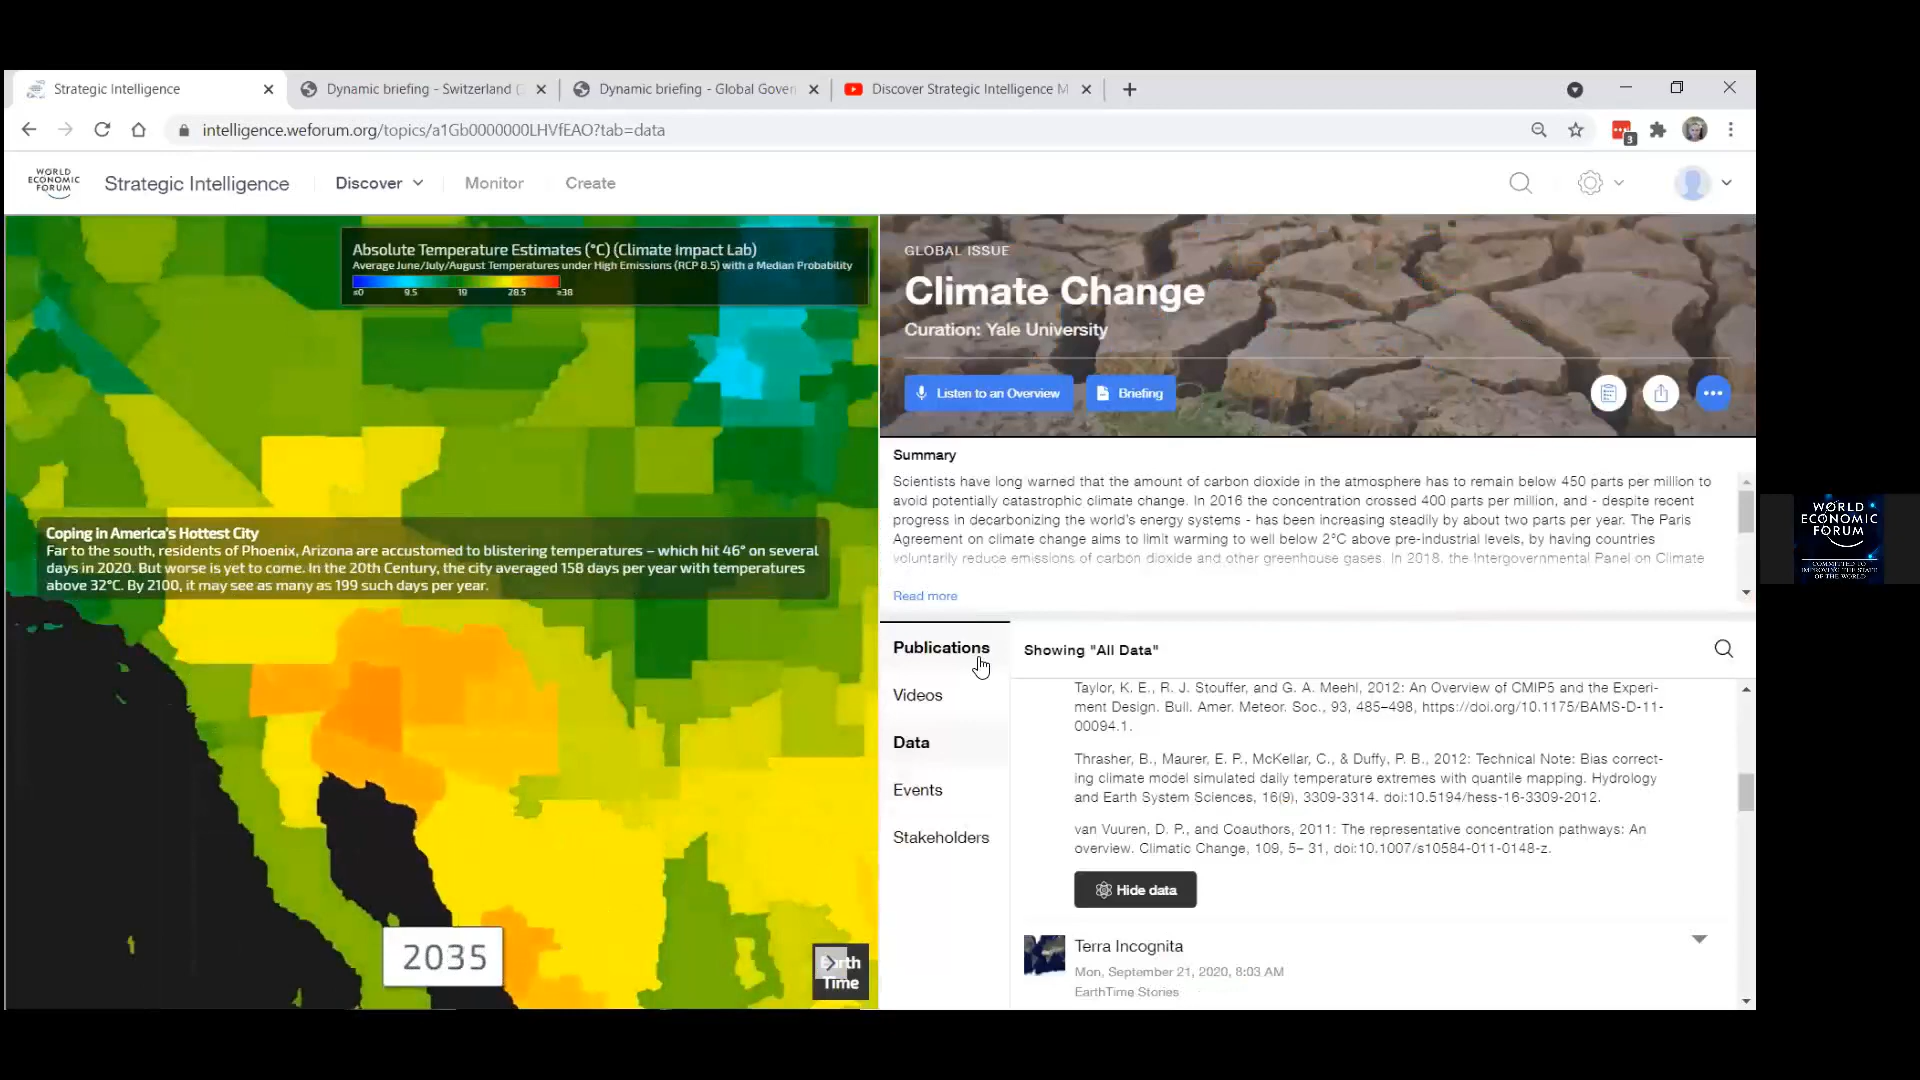 Strategic Intelligence
Dynamic briefing - Switzerland
Dynamic briefing - Global Gover
Discover Strategic Intelligence M
intelligence.weforum.org/topics/a1Gb0000000LHVfEAO?tab=data
3
WORLD
ECONOMIC
FORUM
Strategic Intelligence
Discover
Monitor
Create
Absolute Temperature Estimates (°C) (Climate Impact Lab)
Average June/July/August Temperatures under High Emissions (RCP 8.5) with a Median Probability
≤0 9.5 19 28.5 ≥38
Coping in America's Hottest City
Far to the south, residents of Phoenix, Arizona are accustomed to blistering temperatures – which hit 46° on several
days in 2020. But worse is yet to come. In the 20th Century, the city averaged 158 days per year with temperatures
above 32°C. By 2100, it may see as many as 199 such days per year.
2035
Earth
Time
GLOBAL ISSUE
Climate Change
Curation: Yale University
Listen to an Overview
Briefing
Summary
Scientists have long warned that the amount of carbon dioxide in the atmosphere has to remain below 450 parts per million to
avoid potentially catastrophic climate change. In 2016 the concentration crossed 400 parts per million, and - despite recent
progress in decarbonizing the world's energy systems - has been increasing steadily by about two parts per year. The Paris
Agreement on climate change aims to limit warming to well below 2°C above pre-industrial levels, by having countries
voluntarily reduce emissions of carbon dioxide and other greenhouse gases. In 2018, the Intergovernmental Panel on Climate
Read more
Publications
Videos
Data
Events
Stakeholders
Showing "All Data"
Taylor, K. E., R. J. Stouffer, and G. A. Meehl, 2012: An Overview of CMIP5 and the Experi-
ment Design. Bull. Amer. Meteor. Soc., 93, 485–498, https://doi.org/10.1175/BAMS-D-11-
00094.1.
Thrasher, B., Maurer, E. P., McKellar, C., & Duffy, P. B., 2012: Technical Note: Bias correct-
ing climate model simulated daily temperature extremes with quantile mapping. Hydrology
and Earth System Sciences, 16(9), 3309-3314. doi:10.5194/hess-16-3309-2012.
van Vuuren, D. P., and Coauthors, 2011: The representative concentration pathways: An
overview. Climatic Change, 109, 5– 31, doi:10.1007/s10584-011-0148-z.
Hide data
Terra Incognita
Mon, September 21, 2020, 8:03 AM
EarthTime Stories
WORLD
ECONOMIC
FORUM
COMMITTED TO
IMPROVING THE STATE
OF THE WORLD